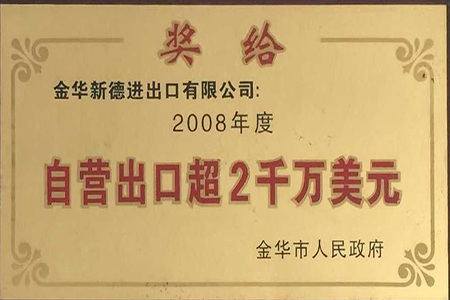 奖给
金华新德进出口有限公司:
2008年度
自营出口超2千万美元
金华市人民政府